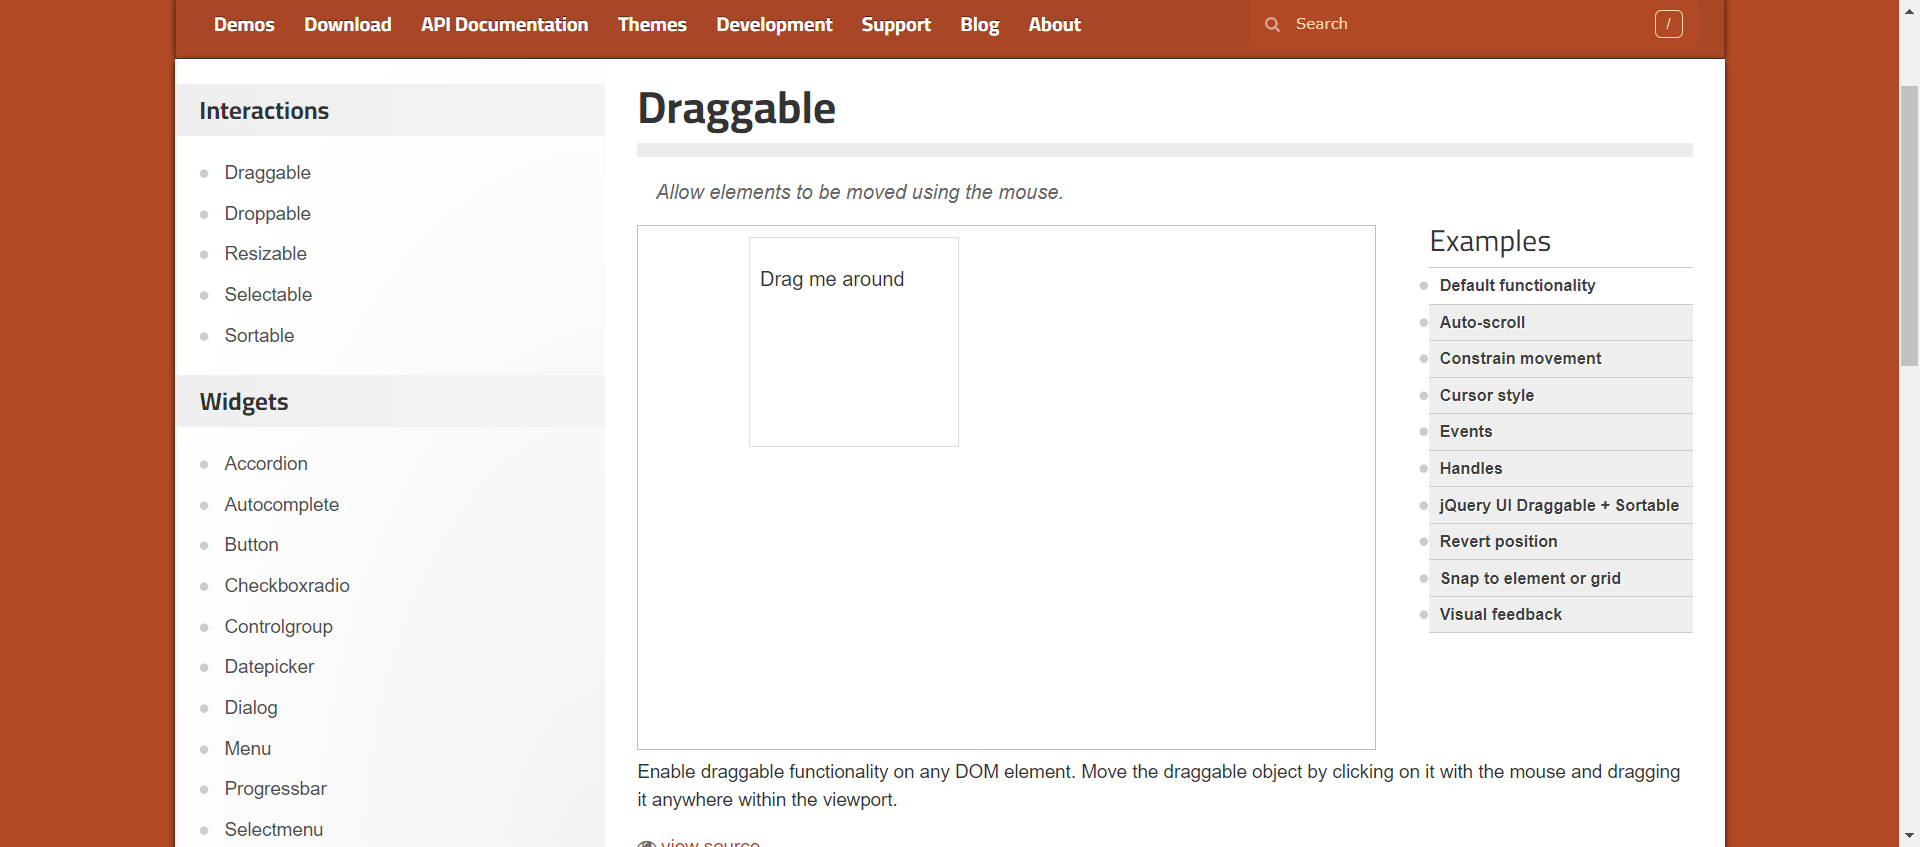 Demos Download API Documentation Themes Development Support Blog About Search /
Interactions
Draggable
Droppable
Resizable
Selectable
Sortable
Widgets
Accordion
Autocomplete
Button
Checkboxradio
Controlgroup
Datepicker
Dialog
Menu
Progressbar
Selectmenu
Draggable
Allow elements to be moved using the mouse.
Drag me around
Examples
Default functionality
Auto-scroll
Constrain movement
Cursor style
Events
Handles
jQuery UI Draggable + Sortable
Revert position
Snap to element or grid
Visual feedback
Enable draggable functionality on any DOM element. Move the draggable object by clicking on it with the mouse and dragging
it anywhere within the viewport.
view source